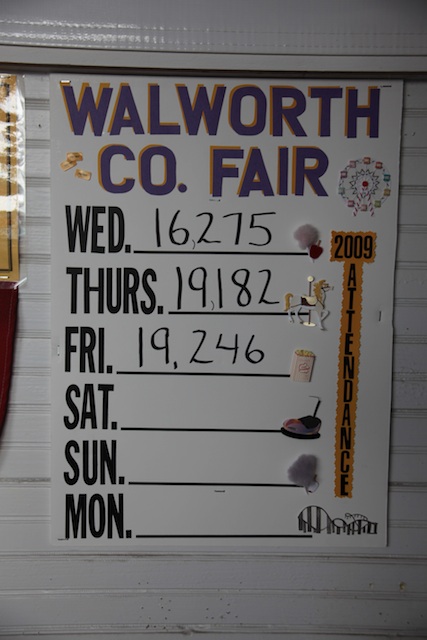 WALWORTH
CO. FAIR
WED. 16,275
THURS. 19,182
FRI. 19,246
SAT.
SUN.
MON.
2009
ATTENDANCE